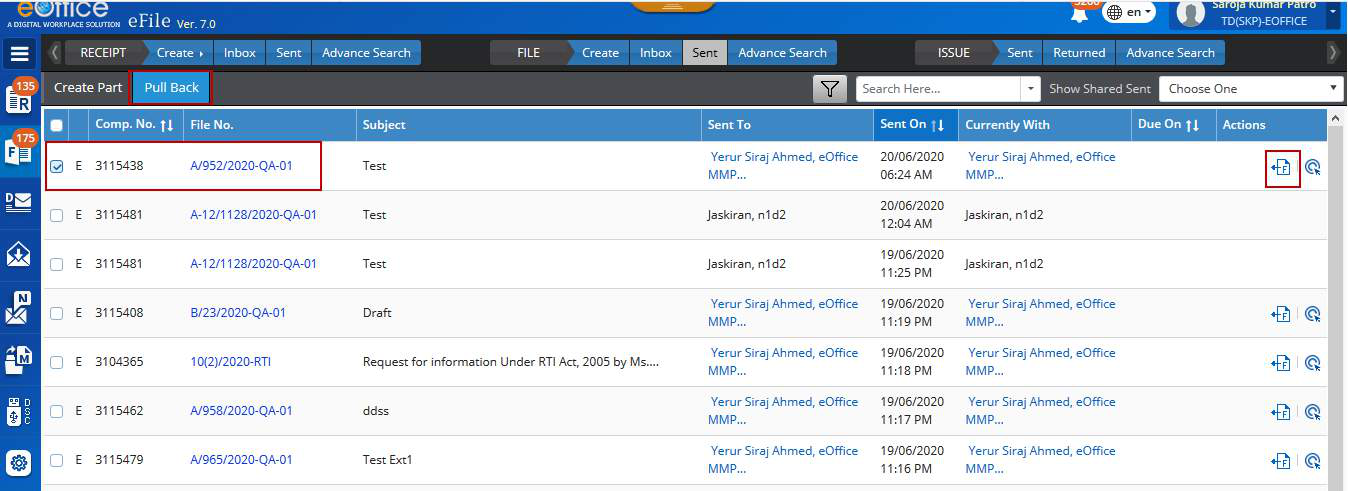 eOffice
A DIGITAL WORKPLACE SOLUTION eFile Ver. 7.0
en
Saroja Kumar Patro
TD(SKP)-EOFFICE
RECEIPT Create Inbox Sent Advance Search FILE Create Inbox Sent Advance Search ISSUE Sent Returned Advance Search
Create Part Pull Back Search Here... Show Shared Sent Choose One
135
R
175
F
D
N
M
DSC
Comp. No. File No. Subject Sent To Sent On Currently With Due On Actions
E 3115438 A/952/2020-QA-01 Test Yerur Siraj Ahmed, eOffice 20/06/2020 Yerur Siraj Ahmed, eOffice F
MMP... 06:24 AM MMP...
E 3115481 A-12/1128/2020-QA-01 Test Jaskiran, n1d2 20/06/2020 Jaskiran, n1d2
12:04 AM
E 3115481 A-12/1128/2020-QA-01 Test Jaskiran, n1d2 19/06/2020 Jaskiran, n1d2
11:25 PM
E 3115408 B/23/2020-QA-01 Draft Yerur Siraj Ahmed, eOffice 19/06/2020 Yerur Siraj Ahmed, eOffice F
MMP... 11:19 PM MMP...
E 3104365 10(2)/2020-RTI Request for information Under RTI Act, 2005 by Ms.... Yerur Siraj Ahmed, eOffice 19/06/2020 Yerur Siraj Ahmed, eOffice F
MMP... 11:18 PM MMP...
E 3115462 A/958/2020-QA-01 ddss Yerur Siraj Ahmed, eOffice 19/06/2020 Yerur Siraj Ahmed, eOffice F
MMP... 11:17 PM MMP...
E 3115479 A/965/2020-QA-01 Test Ext1 Yerur Siraj Ahmed, eOffice 19/06/2020 Yerur Siraj Ahmed, eOffice F
MMP... 11:16 PM MMP...